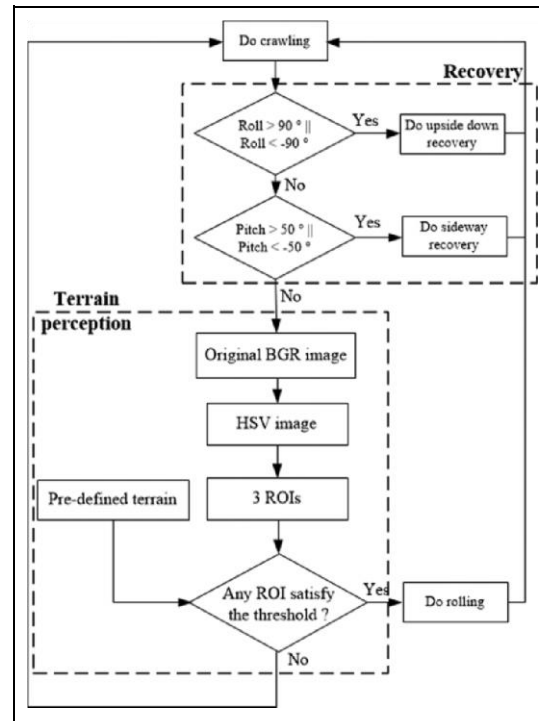 Do crawling
Recovery
Roll > 90 ° ||
Roll < -90 °
Yes
Do upside down
recovery
No
Pitch > 50 ° ||
Pitch < -50 °
Yes
Do sideway
recovery
No
Terrain
perception
Original BGR image
HSV image
Pre-defined terrain
3 ROIs
Any ROI satisfy
the threshold ?
Yes
Do rolling
No